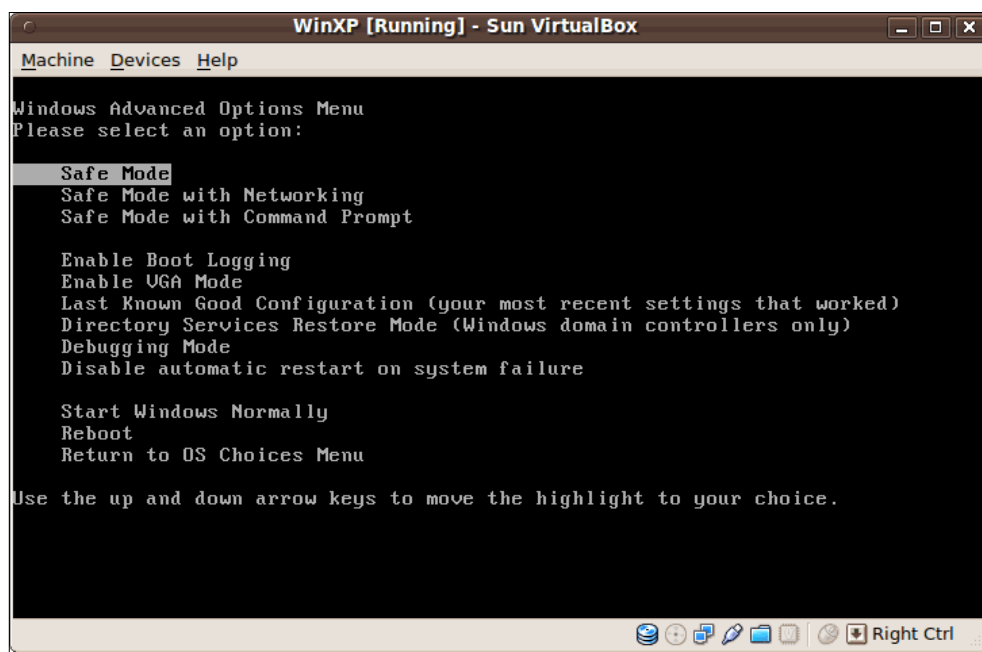 WinXP [Running] - Sun VirtualBox
Machine Devices Help
Windows Advanced Options Menu
Please select an option:
Safe Mode
Safe Mode with Networking
Safe Mode with Command Prompt
Enable Boot Logging
Enable VGA Mode
Last Known Good Configuration (your most recent settings that worked)
Directory Services Restore Mode (Windows domain controllers only)
Debugging Mode
Disable automatic restart on system failure
Start Windows Normally
Reboot
Return to OS Choices Menu
Use the up and down arrow keys to move the highlight to your choice.
Right Ctrl